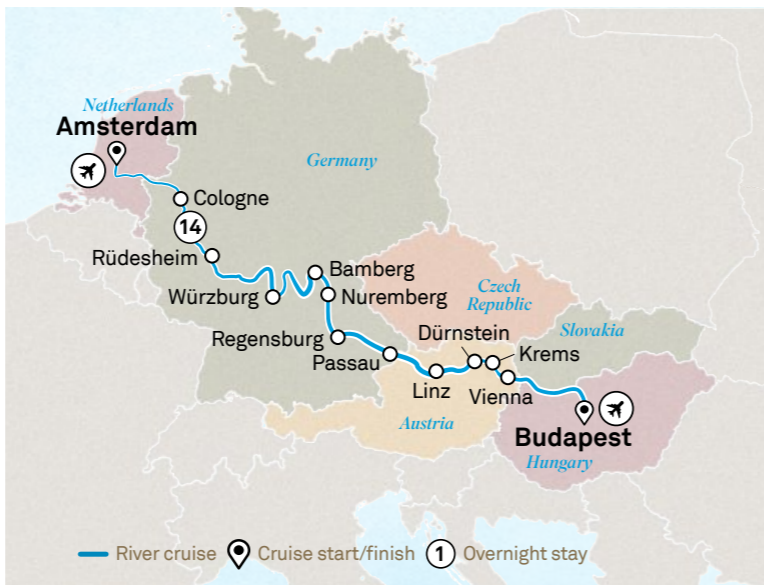 Netherlands
Amsterdam
Germany
Cologne
14
Rüdesheim
Bamberg
Würzburg
Nuremberg
Czech
Republic
Regensburg
Dürnstein
Slovakia
Passau
Krems
Linz
Vienna
Austria
Budapest
Hungary
River cruise
Cruise start/finish
1 Overnight stay